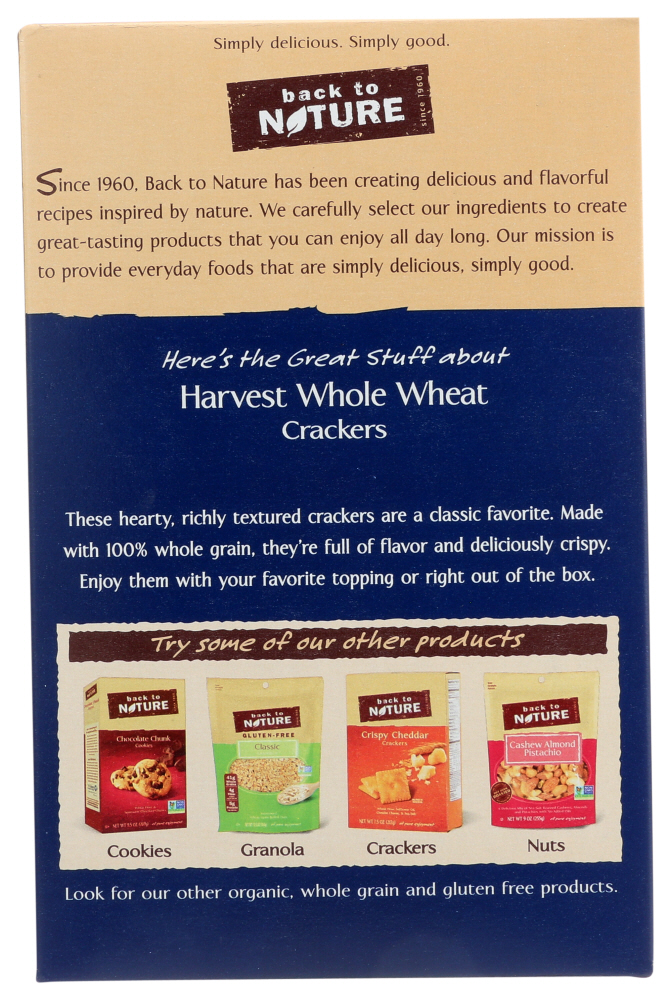 Simply delicious. Simply good.
back to
NATURE
since 1960
Since 1960, Back to Nature has been creating delicious and flavorful
recipes inspired by nature. We carefully select our ingredients to create
great-tasting products that you can enjoy all day long. Our mission is
to provide everyday foods that are simply delicious, simply good.
Here's the Great Stuff about
Harvest Whole Wheat
Crackers
These hearty, richly textured crackers are a classic favorite. Made
with 100% whole grain, they're full of flavor and deliciously crispy.
Enjoy them with your favorite topping or right out of the box.
Try some of our other products
back to
NATURE
Chocolate Chunk
Cookies
back to
NATURE
GLUTEN-FREE
Classic
back to
NATURE
Crispy Cheddar
Crackers
back to
NATURE
Cashew Almond
Pistachio
NET WT 9 OZ (255g)
Cookies
Granola
Crackers
Nuts
Look for our other organic, whole grain and gluten free products.